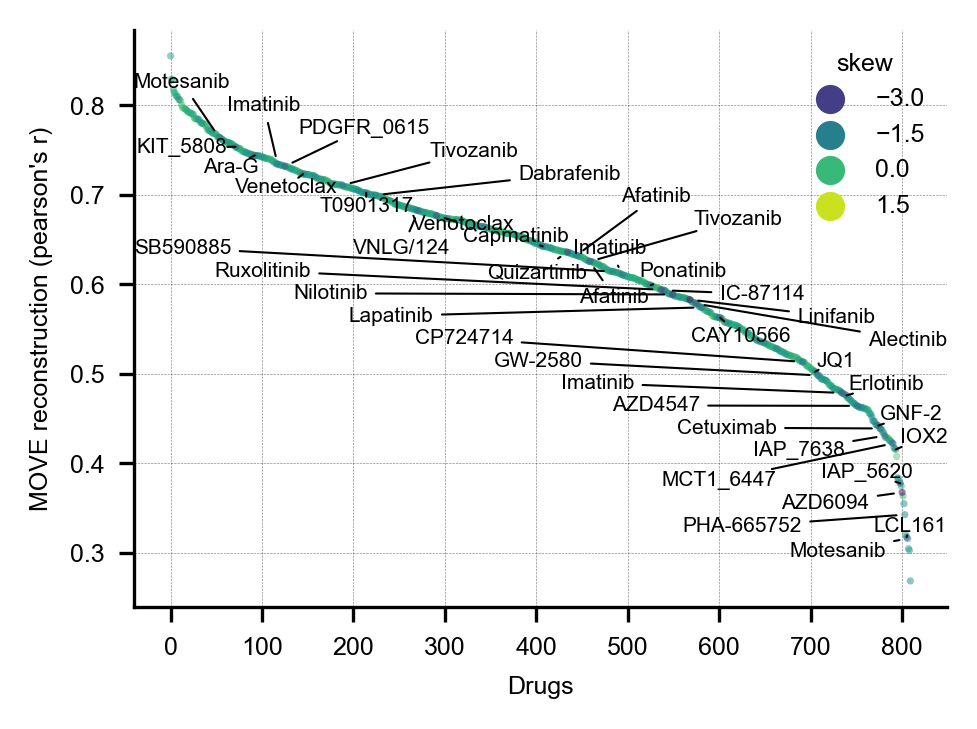 skew
−3.0
−1.5
0.0
1.5
MOVE reconstruction (pearson's r)
0.8
0.7
0.6
0.5
0.4
0.3
Motesanib
Imatinib
PDGFR_0615
KIT_5808
Tivozanib
Ara-G
Dabrafenib
Venetoclax
Afatinib
T0901317
Tivozanib
Venetoclax
Capmatinib
VNLG/124
Imatinib
SB590885
Ruxolitinib
Quizartinib
Ponatinib
Nilotinib
Afatinib
IC-87114
Lapatinib
Linifanib
CP724714
CAY10566
Alectinib
GW-2580
JQ1
Imatinib
Erlotinib
AZD4547
GNF-2
Cetuximab
IOX2
IAP_7638
MCT1_6447
IAP_5620
AZD6094
PHA-665752
LCL161
Motesanib
0
100
200
300
400
500
600
700
800
Drugs